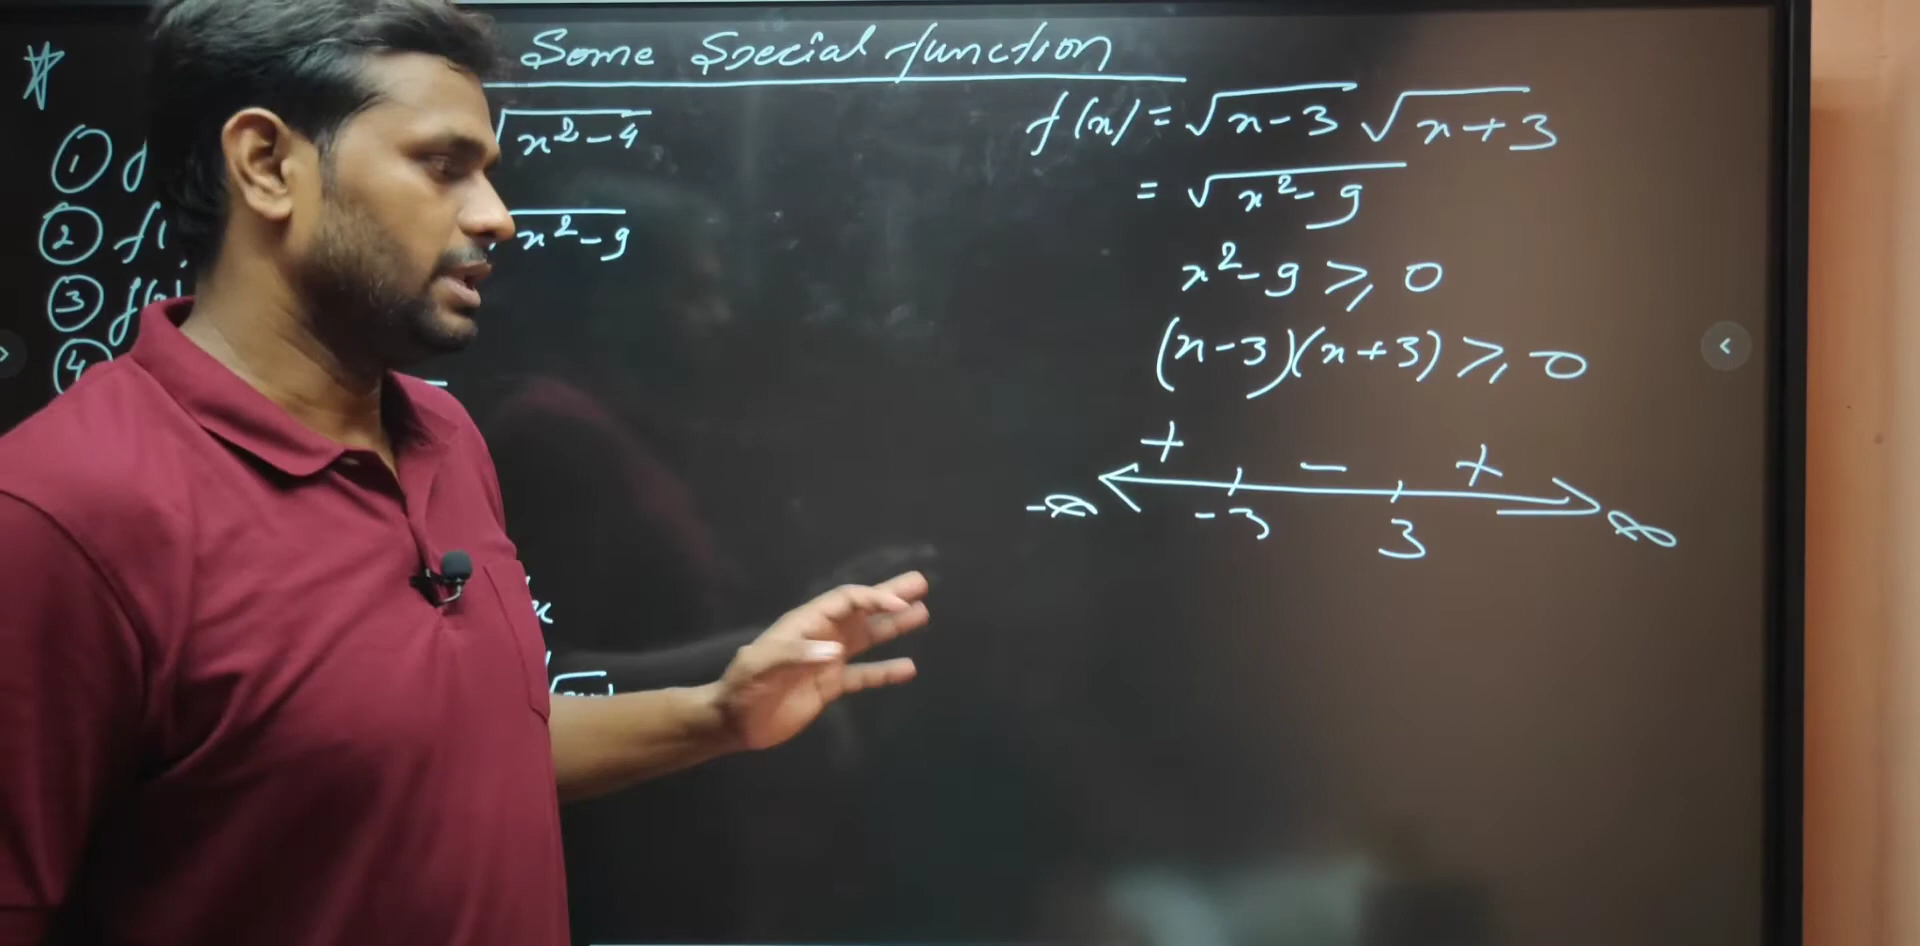 Some Special function
① f
√x²-4
② f(
x²-9
③ f(x)
④
x
f(x) = √x-3 √x+3
= √x²-9
x²-9 ≥ 0
(x-3)(x+3) ≥ 0
+ - +
-∞ -3 3 ∞